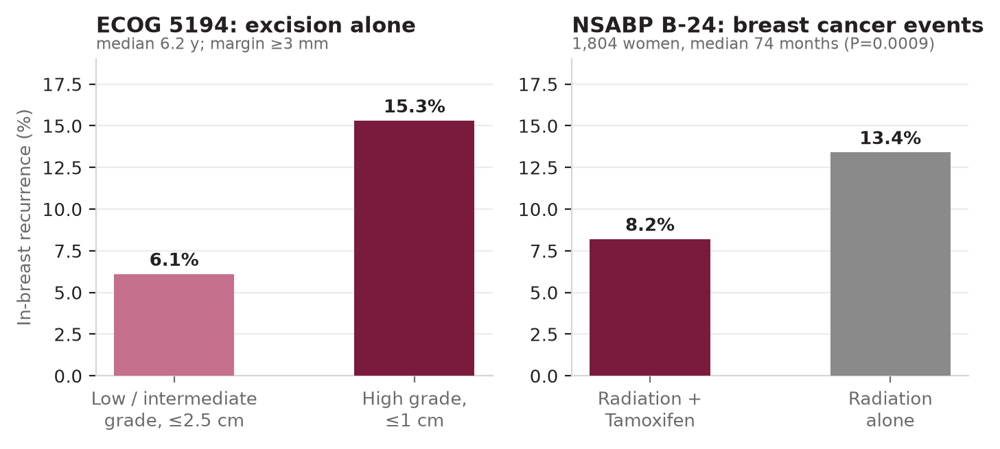 ECOG 5194: excision alone
median 6.2 y; margin ≥3 mm
In-breast recurrence (%)
17.5
15.0
12.5
10.0
7.5
5.0
2.5
0.0
6.1%
15.3%
Low / intermediate
grade, ≤2.5 cm
High grade,
≤1 cm
NSABP B-24: breast cancer events
1,804 women, median 74 months (P=0.0009)
17.5
15.0
12.5
10.0
7.5
5.0
2.5
0.0
8.2%
13.4%
Radiation +
Tamoxifen
Radiation
alone